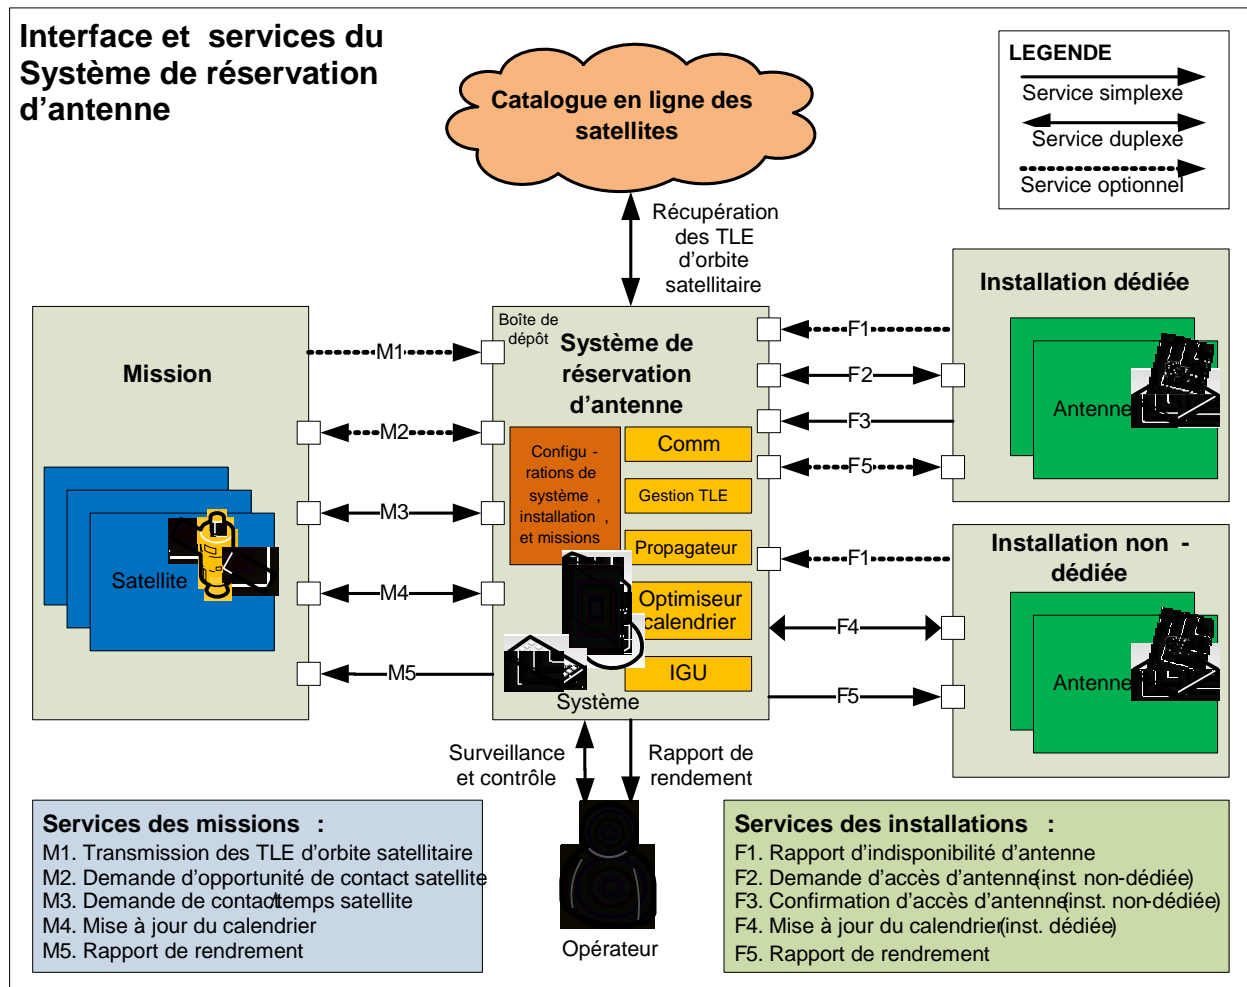 Interface et services du
Système de réservation
d'antenne
Catalogue en ligne des
satellites
LEGENDE
Service simplexe
Service duplexe
Service optionnel
Récupération
des TLE
d'orbite
satellitaire
Mission
Satellite
M1
M2
M3
M4
M5
Boîte de
dépôt
Système de
réservation
d'antenne
Configu -
rations de
système ,
installation ,
et missions
Comm
Gestion TLE
Propagateur
Optimiseur
calendrier
IGU
Système
F1
F2
F3
F5
F1
F4
F5
Installation dédiée
Antenne
Installation non -
dédiée
Antenne
Surveillance
et contrôle
Rapport de
rendement
Opérateur
Services des missions :
M1. Transmission des TLE d'orbite satellitaire
M2. Demande d'opportunité de contact satellite
M3. Demande de contact/temps satellite
M4. Mise à jour du calendrier
M5. Rapport de rendrement
Services des installations :
F1. Rapport d'indisponibilité d'antenne
F2. Demande d'accès d'antenne(inst. non-dédiée)
F3. Confirmation d'accès d'antenne(inst. non-dédiée)
F4. Mise à jour du calendrier(inst. dédiée)
F5. Rapport de rendrement